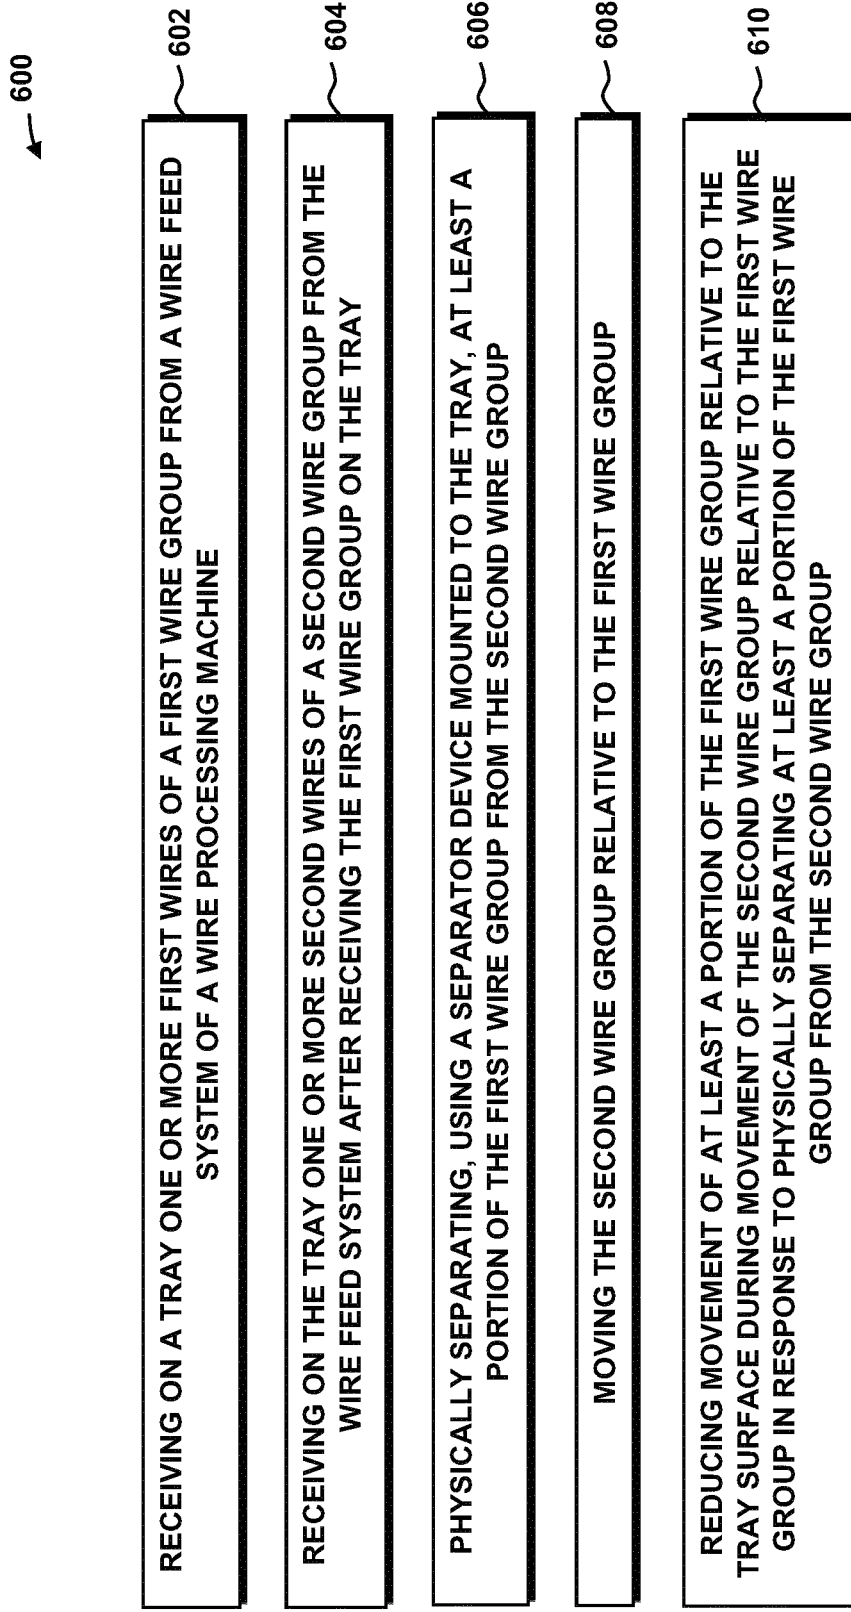 600
RECEIVING ON A TRAY ONE OR MORE FIRST WIRES OF A FIRST WIRE GROUP FROM A WIRE FEED
SYSTEM OF A WIRE PROCESSING MACHINE
602
RECEIVING ON THE TRAY ONE OR MORE SECOND WIRES OF A SECOND WIRE GROUP FROM THE
WIRE FEED SYSTEM AFTER RECEIVING THE FIRST WIRE GROUP ON THE TRAY
604
PHYSICALLY SEPARATING, USING A SEPARATOR DEVICE MOUNTED TO THE TRAY, AT LEAST A
PORTION OF THE FIRST WIRE GROUP FROM THE SECOND WIRE GROUP
606
MOVING THE SECOND WIRE GROUP RELATIVE TO THE FIRST WIRE GROUP
608
REDUCING MOVEMENT OF AT LEAST A PORTION OF THE FIRST WIRE GROUP RELATIVE TO THE
TRAY SURFACE DURING MOVEMENT OF THE SECOND WIRE GROUP RELATIVE TO THE FIRST WIRE
GROUP IN RESPONSE TO PHYSICALLY SEPARATING AT LEAST A PORTION OF THE FIRST WIRE
GROUP FROM THE SECOND WIRE GROUP
610